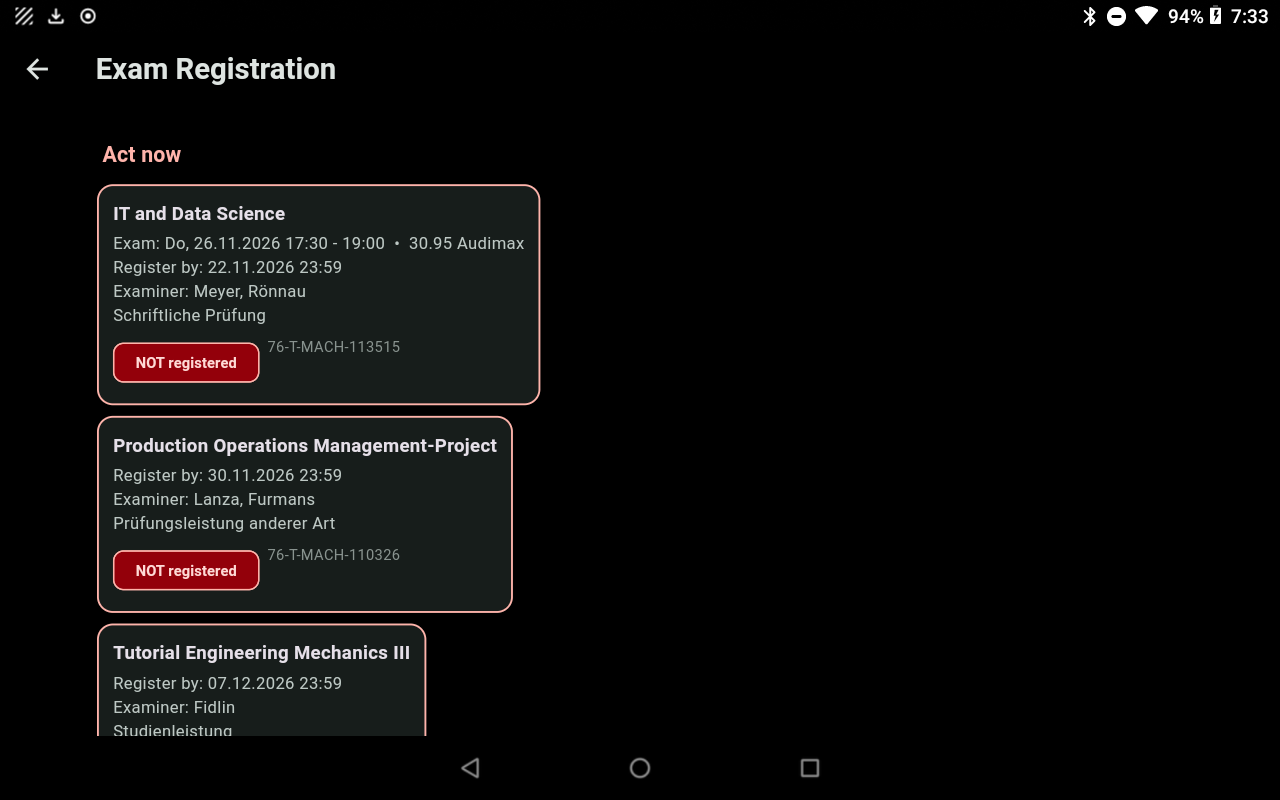 94% 7:33
Exam Registration
Act now
IT and Data Science
Exam: Do, 26.11.2026 17:30 - 19:00 • 30.95 Audimax
Register by: 22.11.2026 23:59
Examiner: Meyer, Rönnau
Schriftliche Prüfung
NOT registered 76-T-MACH-113515
Production Operations Management-Project
Register by: 30.11.2026 23:59
Examiner: Lanza, Furmans
Prüfungsleistung anderer Art
NOT registered 76-T-MACH-110326
Tutorial Engineering Mechanics III
Register by: 07.12.2026 23:59
Examiner: Fidlin
Studienleistung